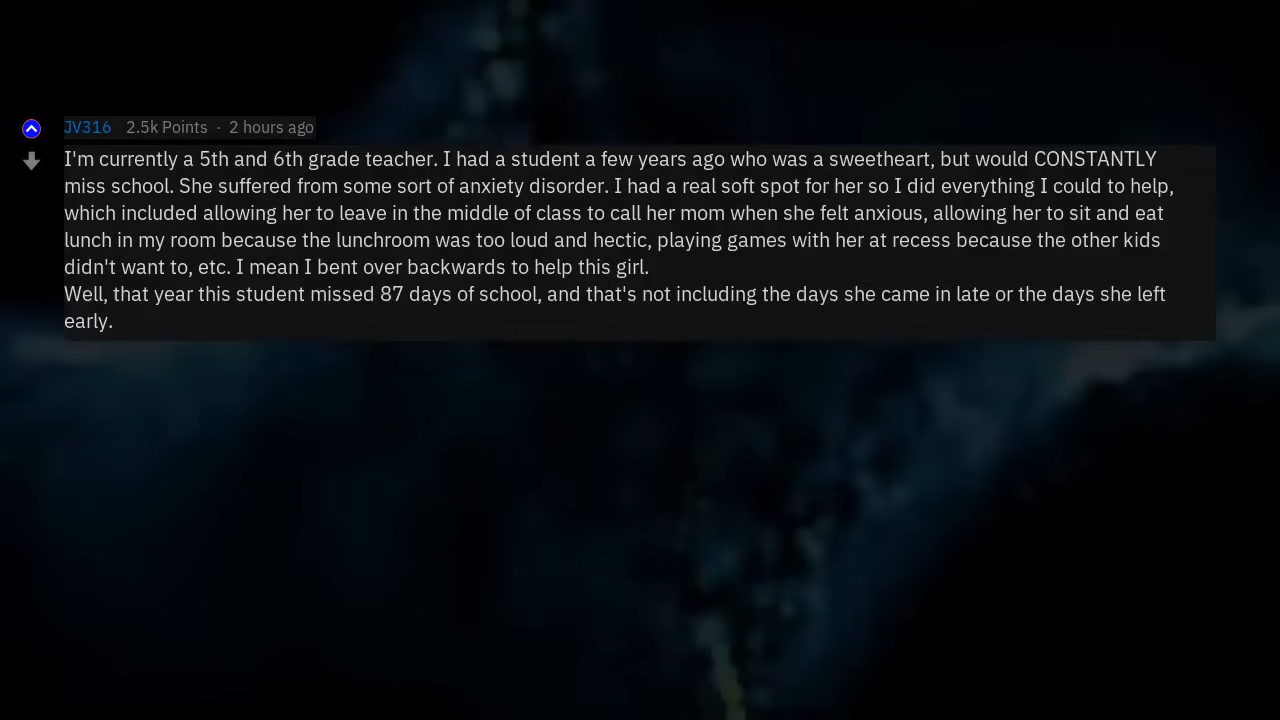 JV316 2.5k Points · 2 hours ago
I'm currently a 5th and 6th grade teacher. I had a student a few years ago who was a sweetheart, but would CONSTANTLY
miss school. She suffered from some sort of anxiety disorder. I had a real soft spot for her so I did everything I could to help,
which included allowing her to leave in the middle of class to call her mom when she felt anxious, allowing her to sit and eat
lunch in my room because the lunchroom was too loud and hectic, playing games with her at recess because the other kids
didn't want to, etc. I mean I bent over backwards to help this girl.
Well, that year this student missed 87 days of school, and that's not including the days she came in late or the days she left
early.